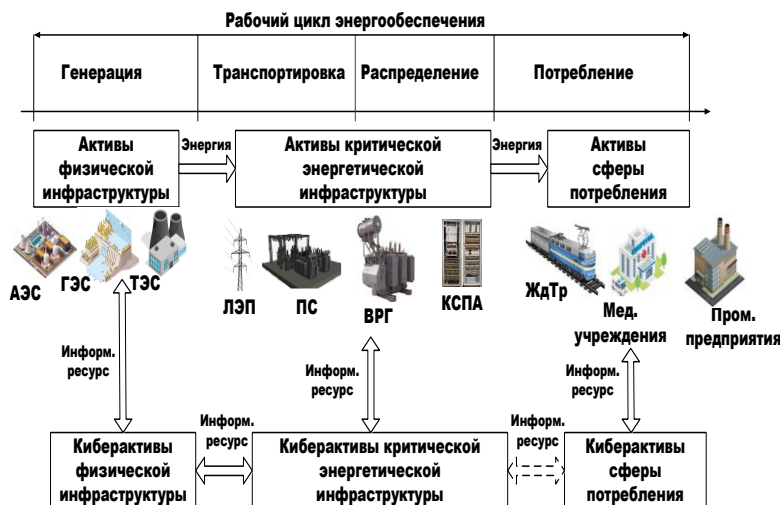 Рабочий цикл энергообеспечения
Генерация
Транспортировка
Распределение
Потребление
Активы
физической
инфраструктуры
Энергия
Активы критической
энергетической
инфраструктуры
Энергия
Активы
сферы
потребления
АЭС
ГЭС
ТЭС
ЛЭП
ПС
ВРГ
КСПА
ЖдТр
Мед.
учреждения
Пром.
предприятия
Информ.
ресурс
Информ.
ресурс
Информ.
ресурс
Киберактивы
физической
инфраструктуры
Информ.
ресурс
Киберактивы критической
энергетической
инфраструктуры
Информ.
ресурс
Киберактивы
сферы
потребления